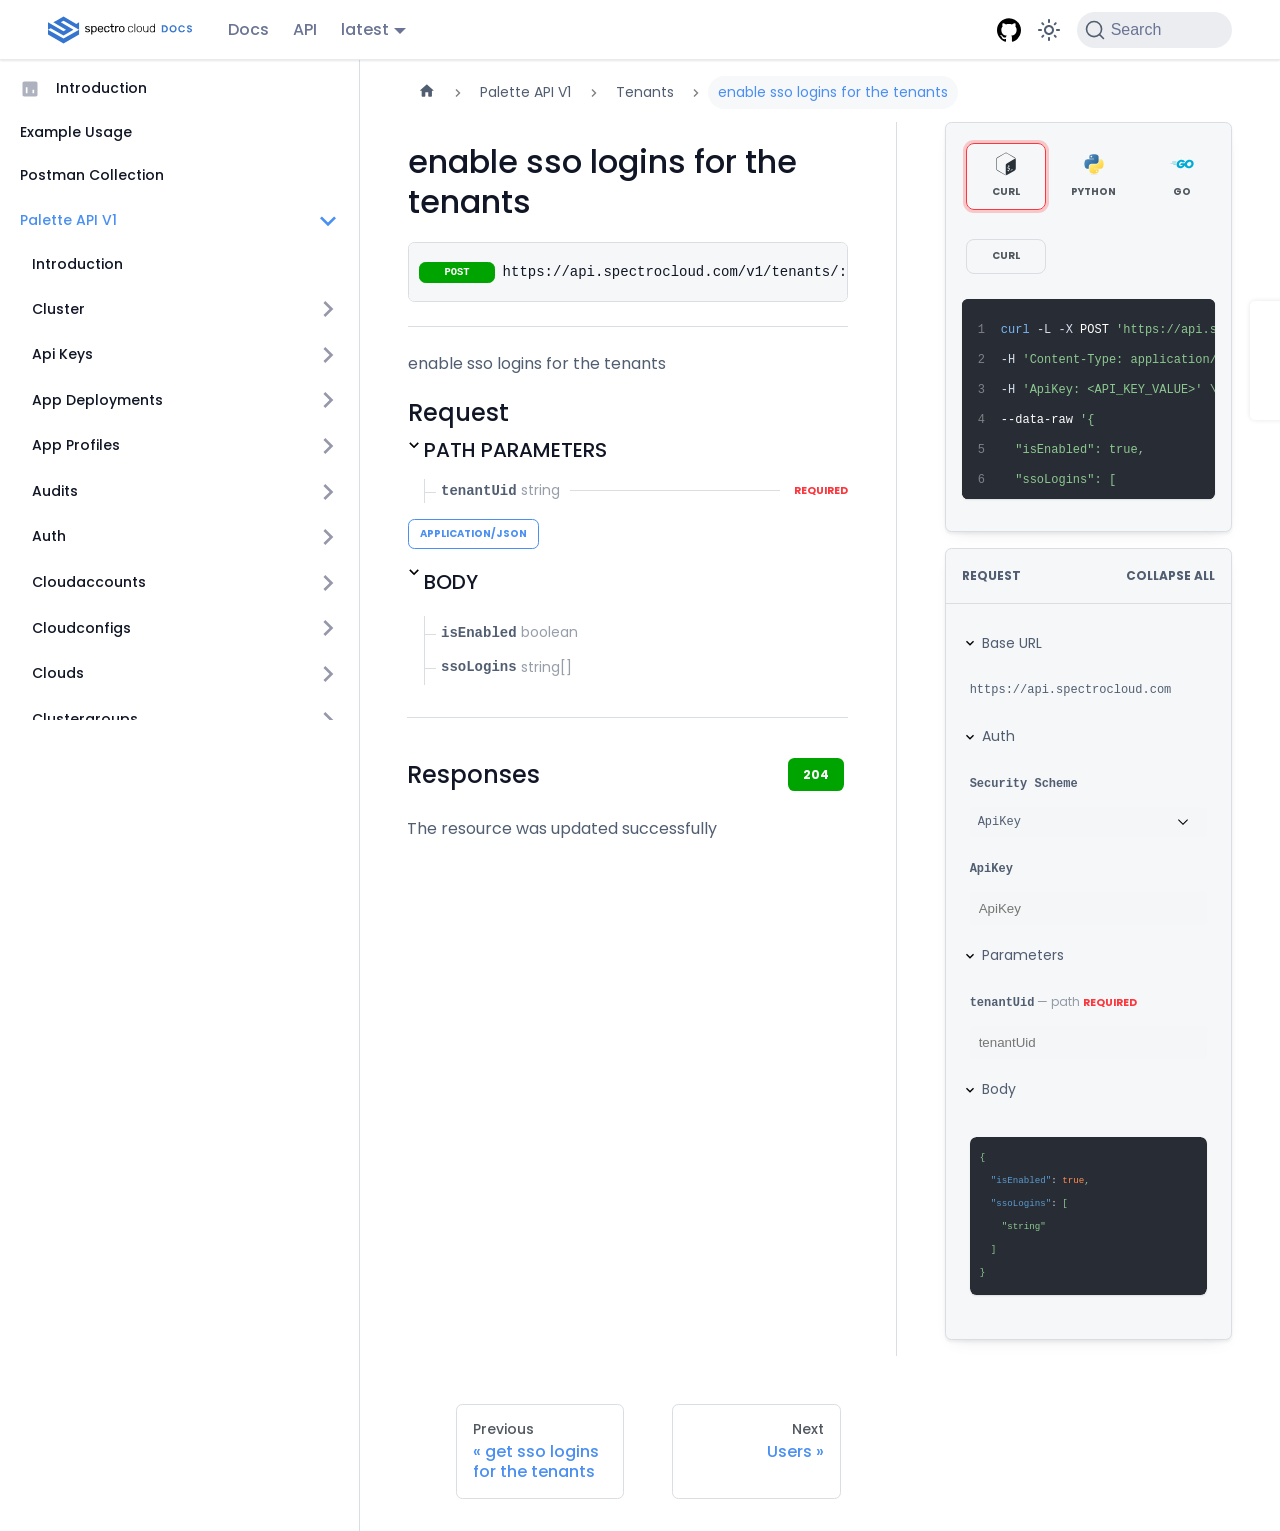 spectro cloud DOCS Docs API latest Search
Introduction
Example Usage
Postman Collection
Palette API V1
Introduction
Cluster
Api Keys
App Deployments
App Profiles
Audits
Auth
Cloudaccounts
Cloudconfigs
Clouds
Clustergroups
Palette API V1 Tenants enable sso logins for the tenants
enable sso logins for the
tenants
POST https://api.spectrocloud.com/v1/tenants/:
enable sso logins for the tenants
Request
PATH PARAMETERS
tenantUid string REQUIRED
APPLICATION/JSON
BODY
isEnabled boolean
ssoLogins string[]
Responses 204
The resource was updated successfully
CURL PYTHON GO
CURL
1 curl -L -X POST 'https://api.s
2 -H 'Content-Type: application/
3 -H 'ApiKey: <API_KEY_VALUE>' \
4 --data-raw '{
5 "isEnabled": true,
6 "ssoLogins": [
REQUEST COLLAPSE ALL
Base URL
https://api.spectrocloud.com
Auth
Security Scheme
ApiKey
ApiKey
ApiKey
Parameters
tenantUid — path REQUIRED
tenantUid
Body
{
"isEnabled": true,
"ssoLogins": [
"string"
]
}
Previous
« get sso logins
for the tenants
Next
Users »